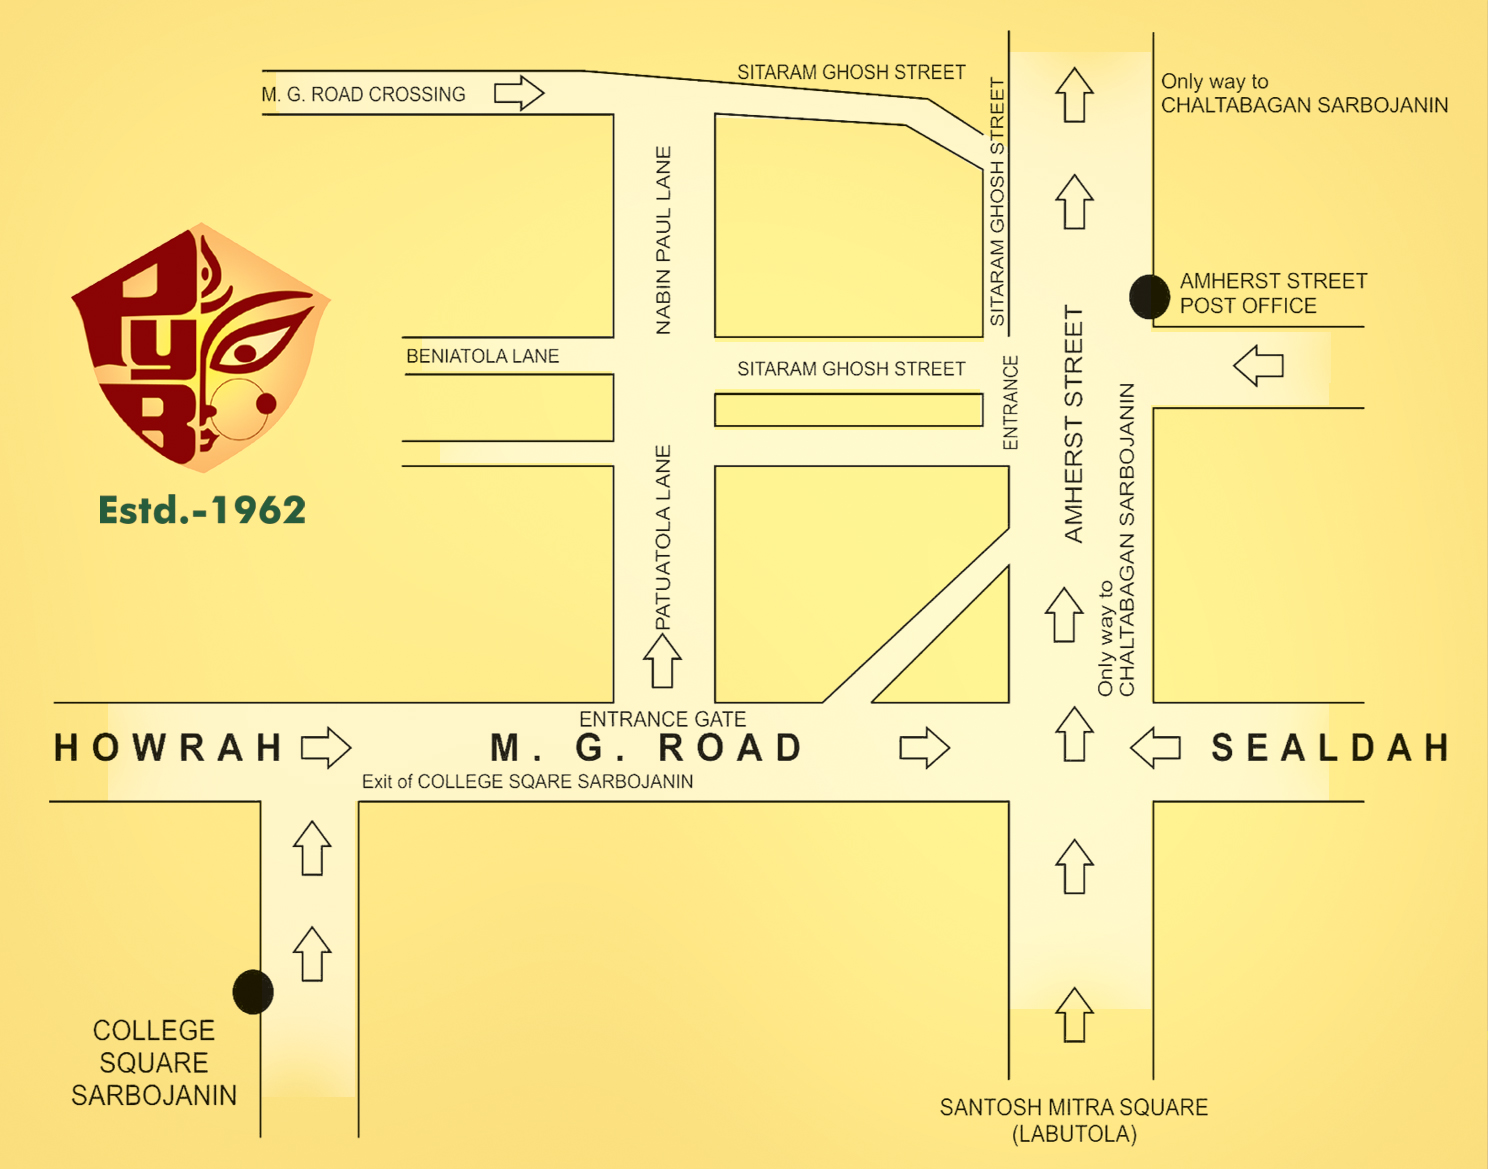 SITARAM GHOSH STREET
M. G. ROAD CROSSING
Only way to
CHALTABAGAN SARBOJANIN
SITARAM GHOSH STREET
NABIN PAUL LANE
AMHERST STREET
POST OFFICE
BENIATOLA LANE
SITARAM GHOSH STREET
ENTRANCE
AMHERST STREET
Only way to
CHALTABAGAN SARBOJANIN
PYB
Estd.-1962
PATUATOLA LANE
ENTRANCE GATE
HOWRAH
M. G. ROAD
SEALDAH
Exit of COLLEGE SQARE SARBOJANIN
COLLEGE
SQUARE
SARBOJANIN
SANTOSH MITRA SQUARE
(LABUTOLA)